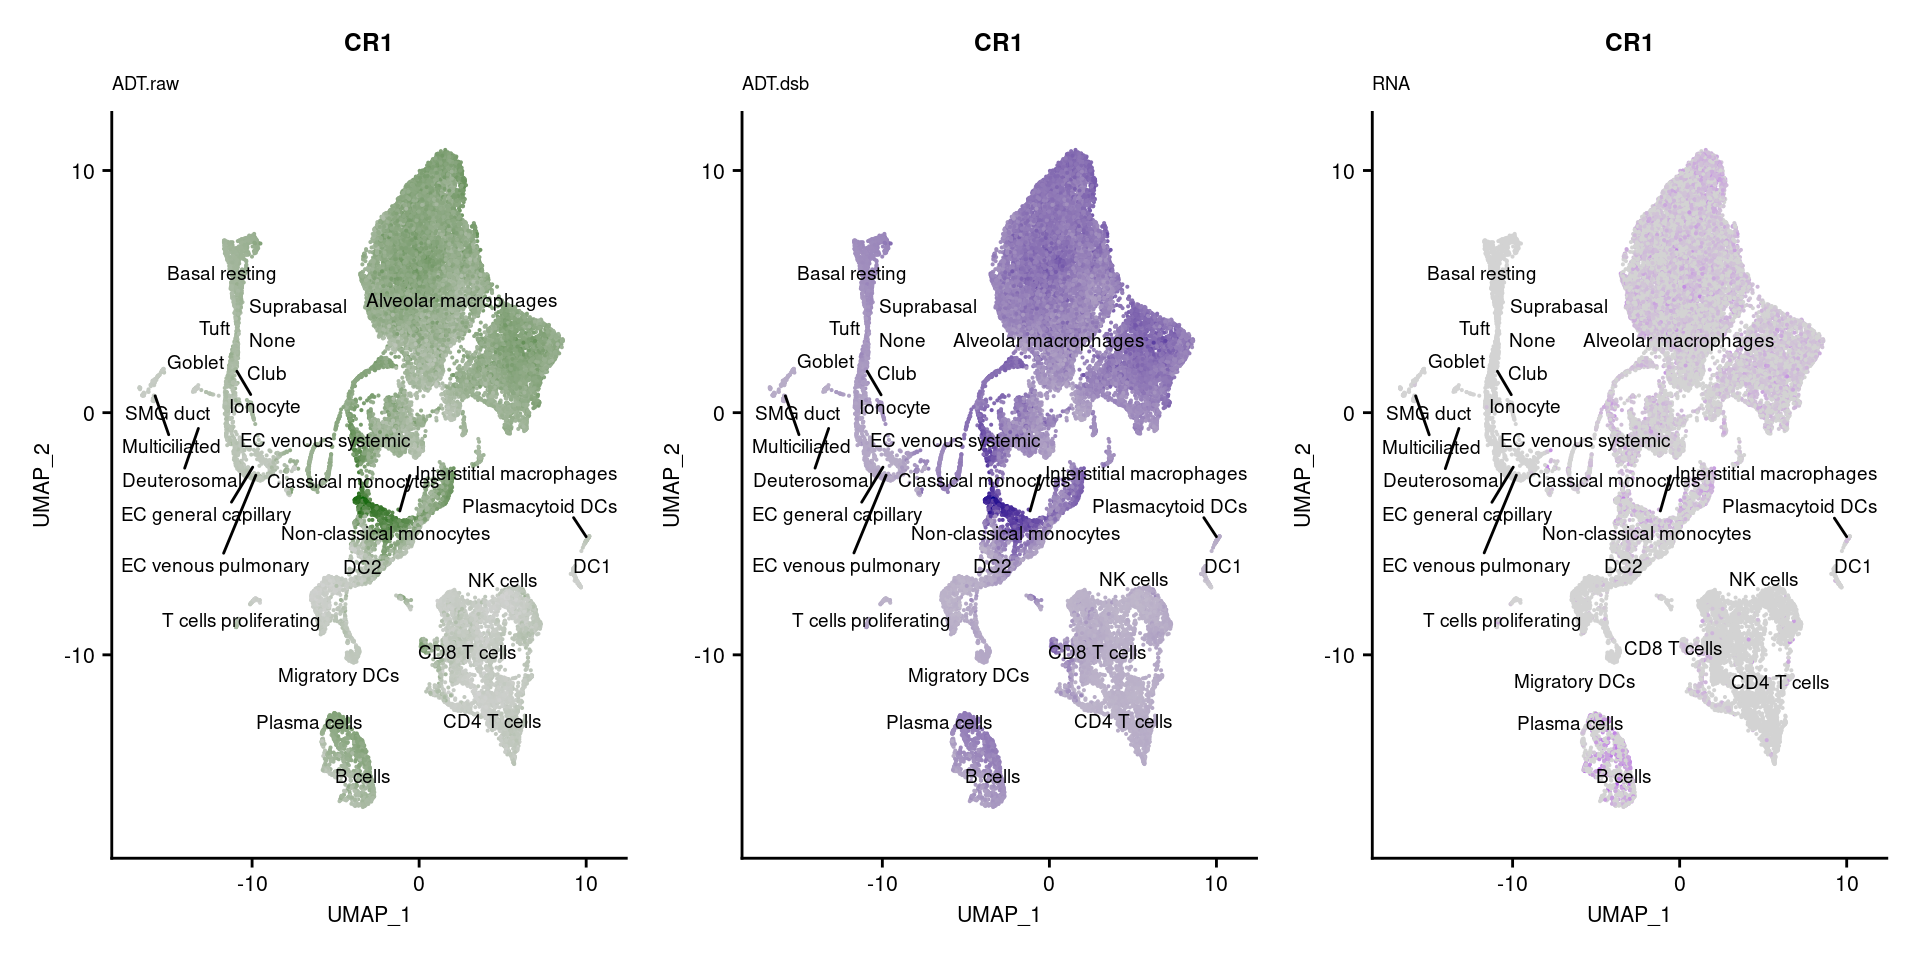 CR1
ADT.raw
UMAP_2
10
0
-10
Basal resting
Suprabasal
Alveolar macrophages
Tuft
None
Goblet
Club
SMG duct
Ionocyte
Multiciliated
EC venous systemic
Deuterosomal
Classical monocytes
Interstitial macrophages
EC general capillary
Plasmacytoid DCs
Non-classical monocytes
EC venous pulmonary
DC2
DC1
NK cells
T cells proliferating
CD8 T cells
Migratory DCs
Plasma cells
CD4 T cells
B cells
-10
0
10
UMAP_1
CR1
ADT.dsb
UMAP_2
10
0
-10
Basal resting
Suprabasal
Tuft
None
Alveolar macrophages
Goblet
Club
SMG duct
Ionocyte
Multiciliated
EC venous systemic
Deuterosomal
Classical monocytes
Interstitial macrophages
EC general capillary
Plasmacytoid DCs
Non-classical monocytes
EC venous pulmonary
DC2
DC1
NK cells
T cells proliferating
CD8 T cells
Migratory DCs
Plasma cells
CD4 T cells
B cells
-10
0
10
UMAP_1
CR1
RNA
UMAP_2
10
0
-10
Basal resting
Suprabasal
Tuft
None
Alveolar macrophages
Goblet
Club
SMG duct
Ionocyte
Multiciliated
EC venous systemic
Deuterosomal
Classical monocytes
Interstitial macrophages
EC general capillary
Plasmacytoid DCs
Non-classical monocytes
EC venous pulmonary
DC2
DC1
NK cells
T cells proliferating
CD8 T cells
Migratory DCs
CD4 T cells
Plasma cells
B cells
-10
0
10
UMAP_1